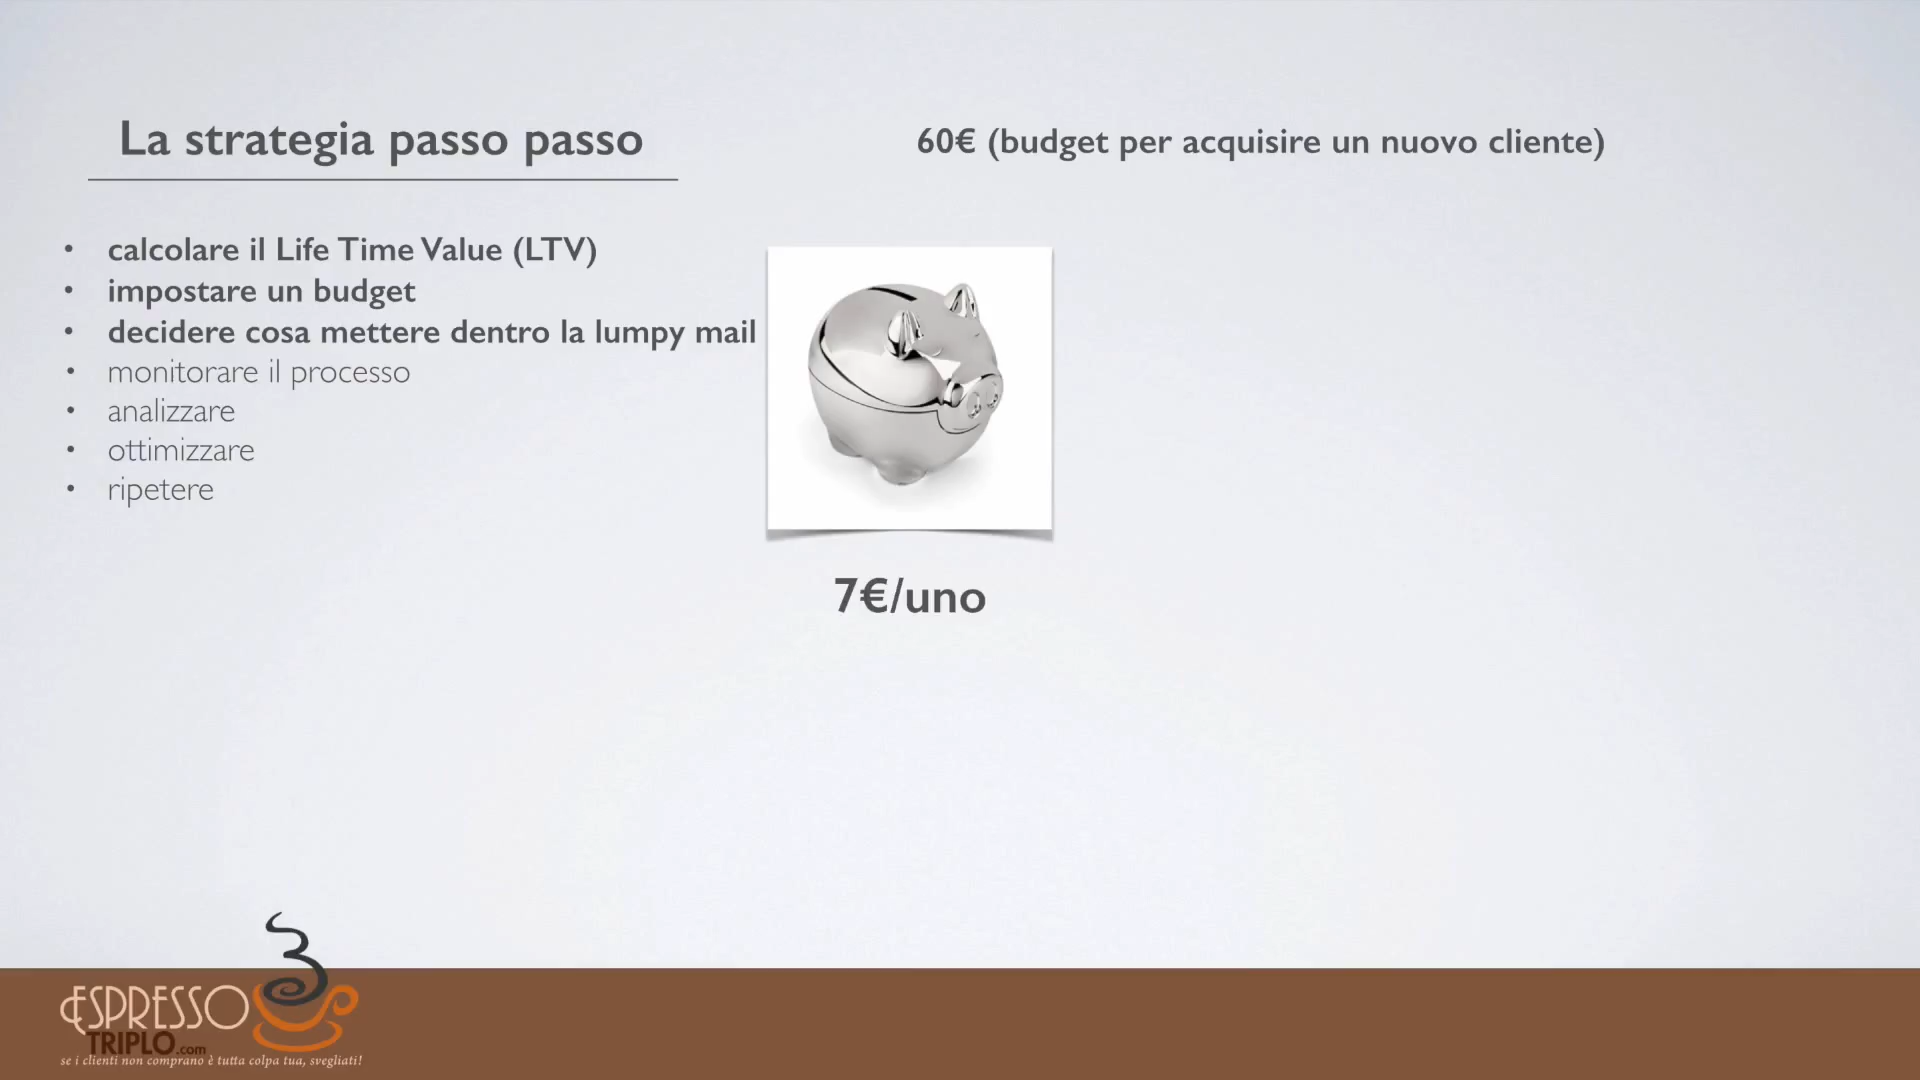 La strategia passo passo
60€ (budget per acquisire un nuovo cliente)
• calcolare il Life Time Value (LTV)
• impostare un budget
• decidere cosa mettere dentro la lumpy mail
• monitorare il processo
• analizzare
• ottimizzare
• ripetere
7€/uno
3
ESPRESSO
TRIPLO.com
se i clienti non comprano è tutta colpa tua, svegliati!